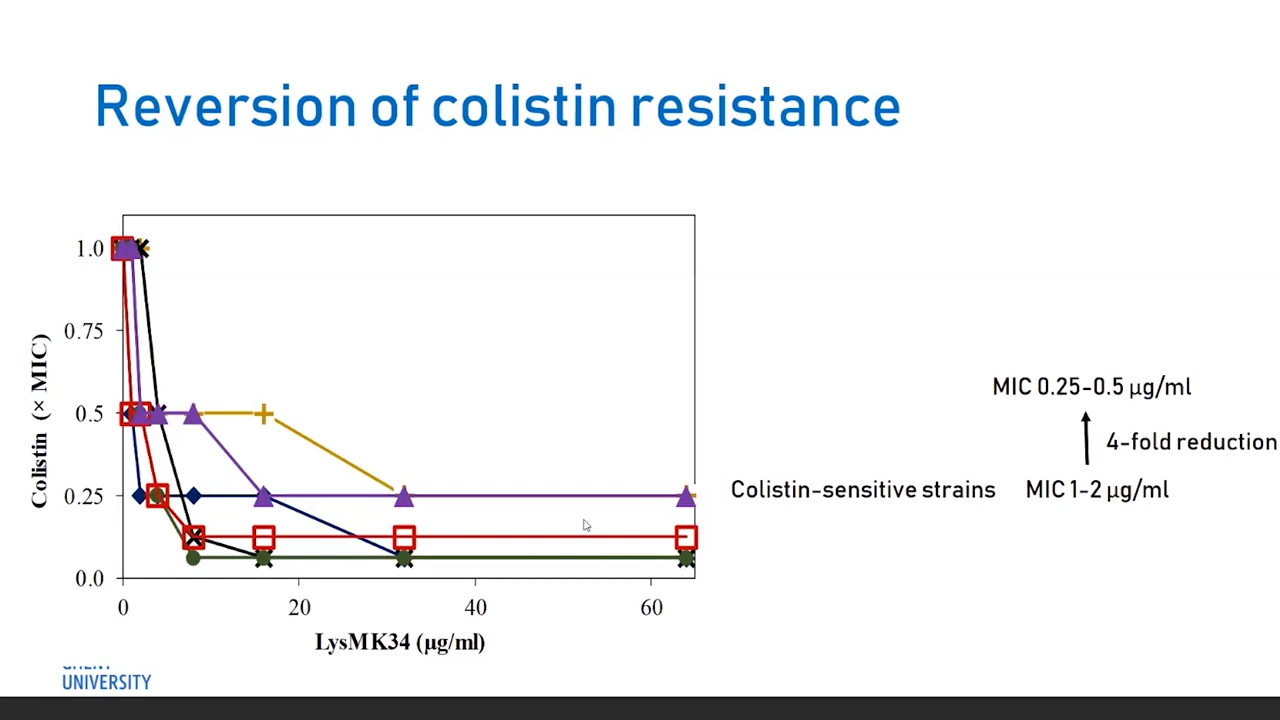 Reversion of colistin resistance
1.0
0.75
0.5
0.25
0.0
Colistin (× MIC)
0 20 40 60
LysMK34 (µg/ml)
MIC 0.25-0.5 µg/ml
4-fold reduction
Colistin-sensitive strains MIC 1-2 µg/ml
UNIVERSITY